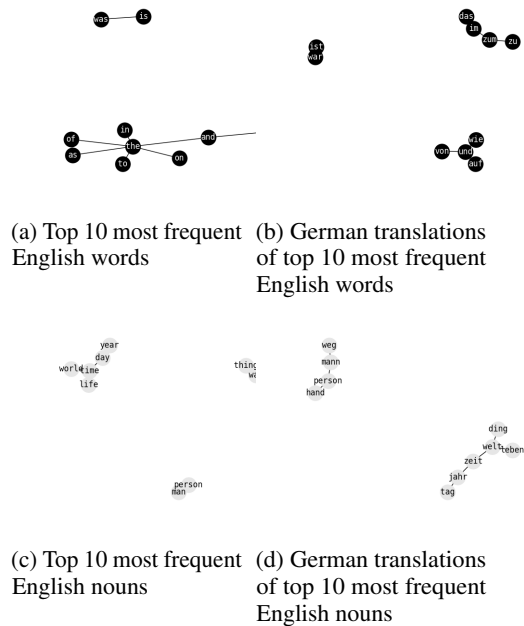 was is
in
of the and
as to on
das
im
zum zu
ist
war
wie
von und
auf
(a) Top 10 most frequent
English words
(b) German translations
of top 10 most frequent
English words
year
day
world time
life
thing
person
man
weg
mann
person
hand
ding
welt leben
zeit
jahr
tag
(c) Top 10 most frequent
English nouns
(d) German translations
of top 10 most frequent
English nouns